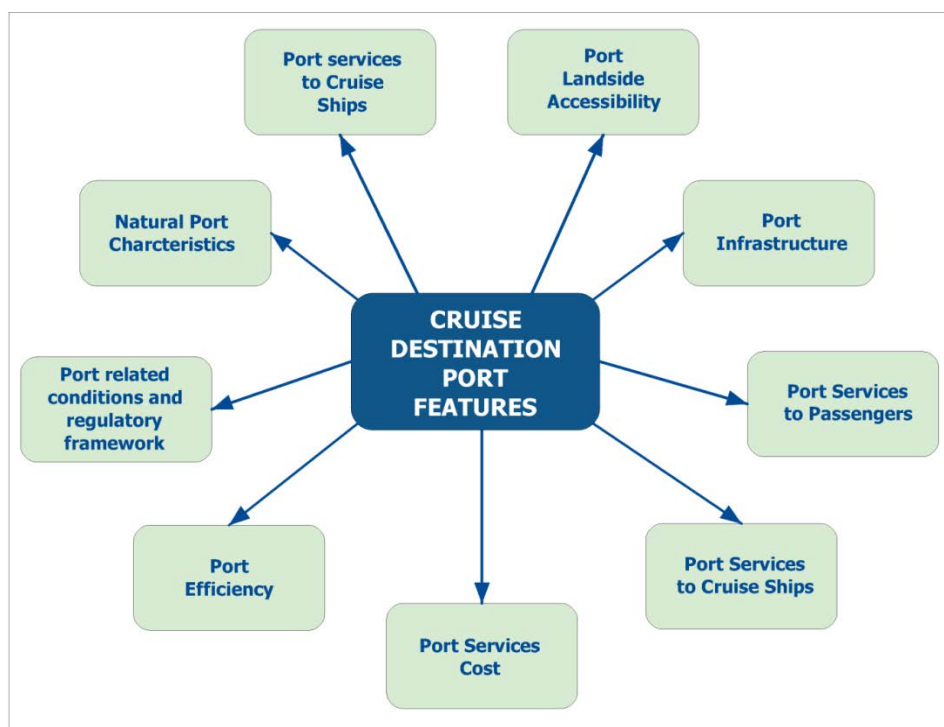 Port services
to Cruise
Ships
Port
Landside
Accessibility
Natural Port
Charcteristics
Port
Infrastructure
CRUISE
DESTINATION
PORT
FEATURES
Port related
conditions and
regulatory
framework
Port Services
to Passengers
Port
Efficiency
Port Services
to Cruise Ships
Port Services
Cost